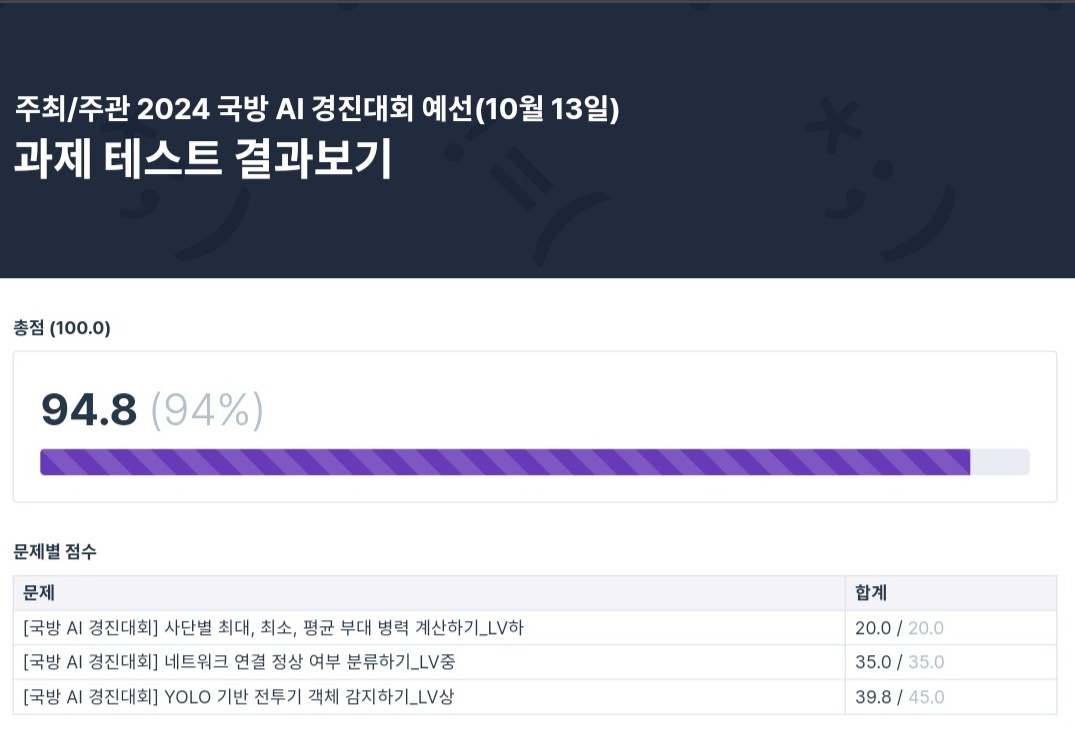 주최/주관 2024 국방 AI 경진대회 예선(10월 13일)
과제 테스트 결과보기
총점 (100.0)
94.8 (94%)
문제별 점수
문제 합계
[국방 AI 경진대회] 사단별 최대, 최소, 평균 부대 병력 계산하기_LV하 20.0 / 20.0
[국방 AI 경진대회] 네트워크 연결 정상 여부 분류하기_LV중 35.0 / 35.0
[국방 AI 경진대회] YOLO 기반 전투기 객체 감지하기_LV상 39.8 / 45.0